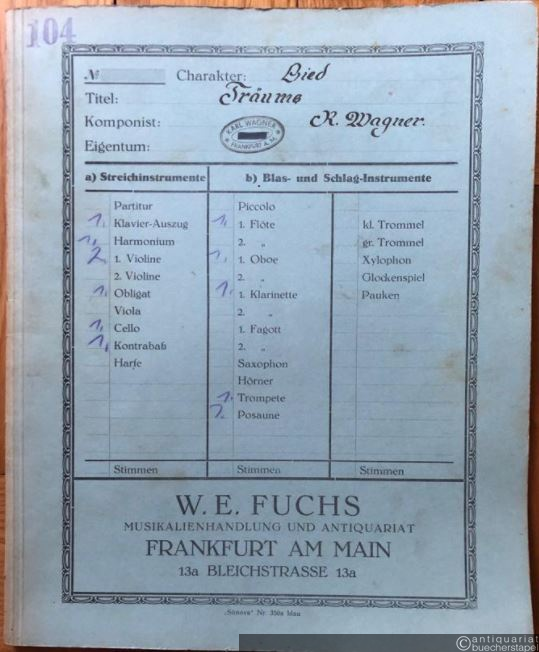 104
№ Charakter: Lied
Titel: Träume
Komponist: R. Wagner.
Eigentum: KARL WAGNER FRANKFURT A. M.
a) Streichinstrumente
Partitur
1, Klavier-Auszug
1, Harmonium
2 1. Violine
2. Violine
1, Obligat
Viola
1, Cello
1, Kontrabaß
Harfe
Stimmen
b) Blas- und Schlag-Instrumente
Piccolo
1, 1. Flöte
2. „
1, 1. Oboe
2. „
1, 1. Klarinette
2. „
1. Fagott
2. „
Saxophon
Hörner
1, Trompete
Posaune
Stimmen
kl. Trommel
gr. Trommel
Xylophon
Glockenspiel
Pauken
Stimmen
W. E. FUCHS
MUSIKALIENHANDLUNG UND ANTIQUARIAT
FRANKFURT AM MAIN
13a BLEICHSTRASSE 13a
Nr. 350a blau
©antiquariat
buecherstapel